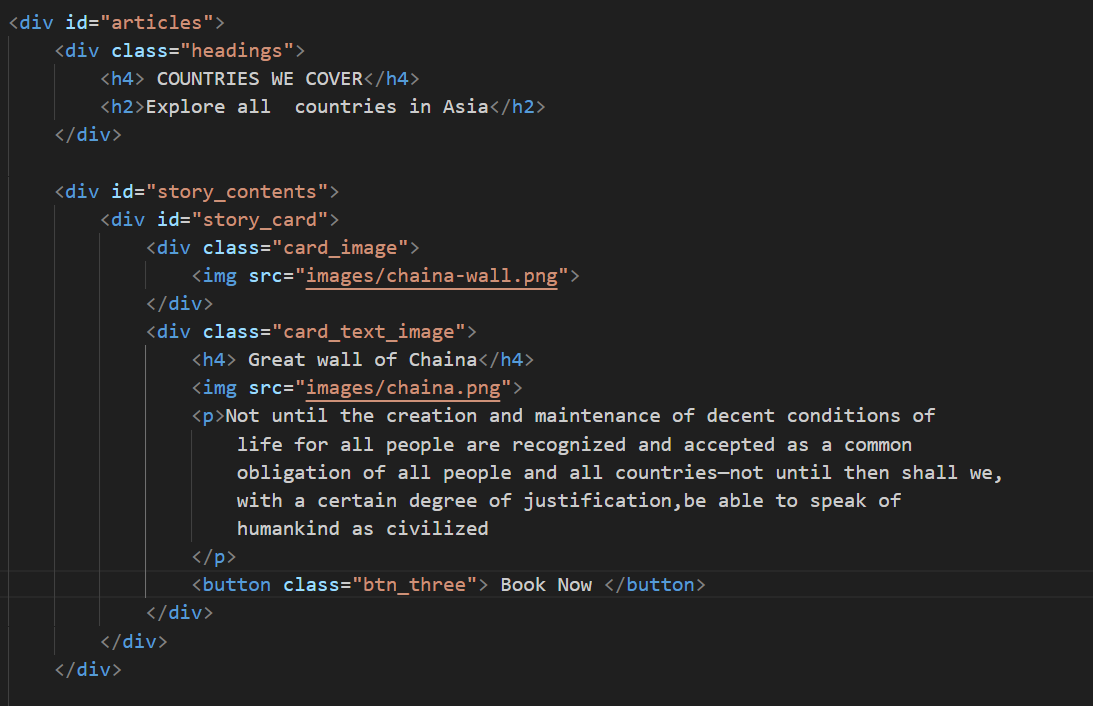 <div id="articles">
    <div class="headings">
        <h4> COUNTRIES WE COVER</h4>
        <h2>Explore all  countries in Asia</h2>
    </div>

    <div id="story_contents">
        <div id="story_card">
            <div class="card_image">
                <img src="images/chaina-wall.png">
            </div>
            <div class="card_text_image">
                <h4> Great wall of Chaina</h4>
                <img src="images/chaina.png">
                <p>Not until the creation and maintenance of decent conditions of
                    life for all people are recognized and accepted as a common
                    obligation of all people and all countries—not until then shall we,
                    with a certain degree of justification,be able to speak of
                    humankind as civilized
                </p>
                <button class="btn_three"> Book Now </button>
            </div>
        </div>
    </div>